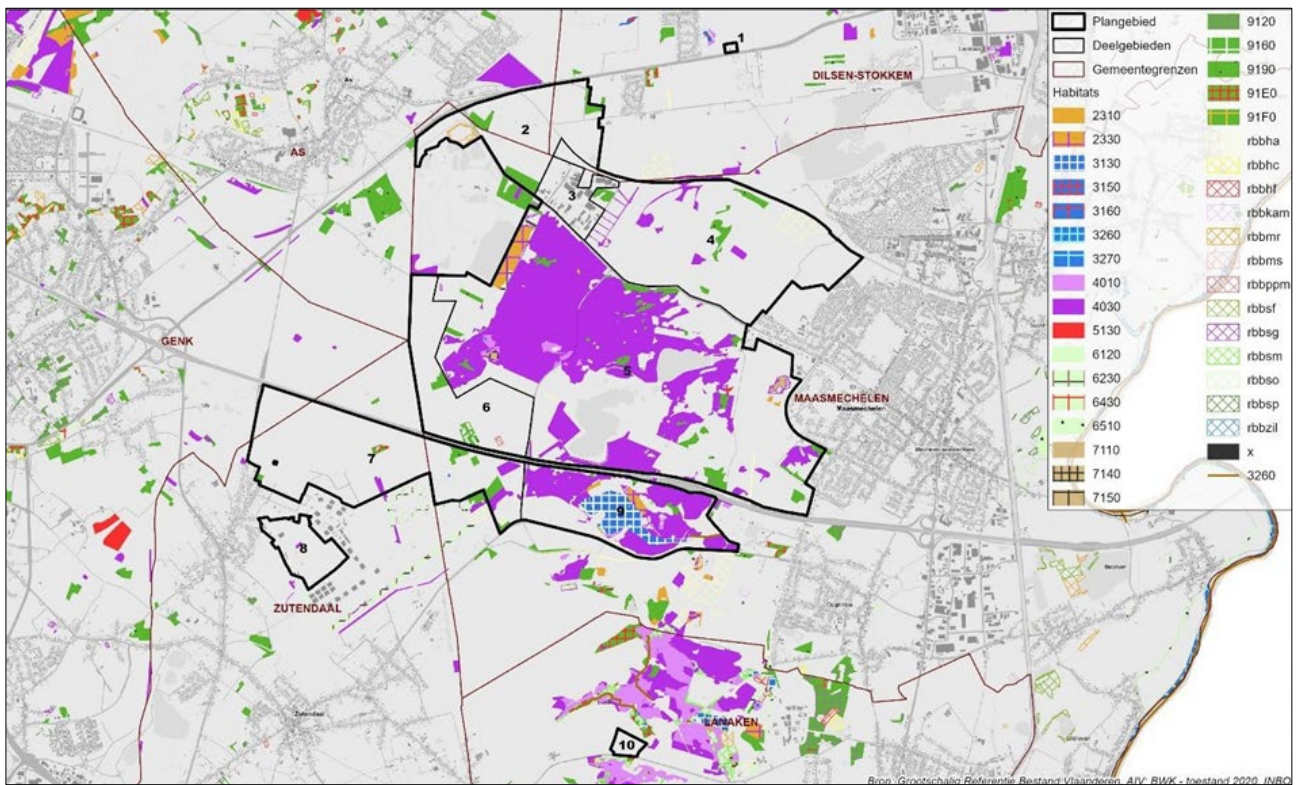 Plangebied
Deelgebieden
Gemeentegrenzen
Habitats
2310
2330
3130
3150
3160
3260
3270
4010
4030
5130
6120
6230
6430
6510
7110
7140
7150
9120
9160
9190
91E0
91F0
rbbha
rbbhc
rbbhf
rbbkam
rbbmr
rbbms
rbbppm
rbbsf
rbbsg
rbbsm
rbbso
rbbsp
rbbzil
x
3260
1
DILSEN-STOKKEM
As
AS
2
3
4
GENK
5
6
MAASMECHELEN
Maasmechelen
7
8
9
ZUTENDAAL
Zutendaal
LANAKEN
10
Bron: Grootschalig Referentie Bestand Vlaanderen, AIV; BWK - toestand 2020, INBO